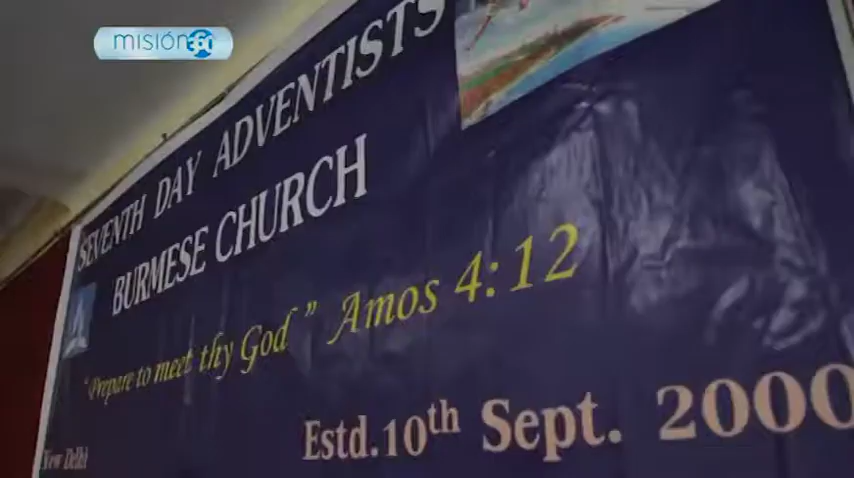 misión360
SEVENTH DAY ADVENTISTS
BURMESE CHURCH
"Prepare to meet thy God" Amos 4:12
Estd.10th Sept. 2000
New Delhi